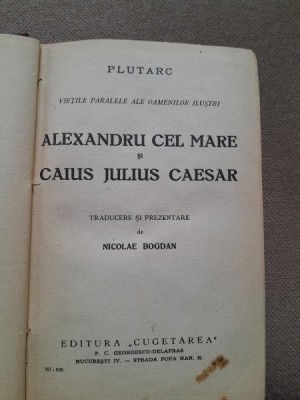 PLUTARC
VIEȚILE PARALELE ALE OAMENILOR ILUȘTRI
ALEXANDRU CEL MARE
și
CAIUS JULIUS CAESAR
TRADUCERE ȘI PREZENTARE
de
NICOLAE BOGDAN
EDITURA „CUGETAREA"
P. C. GEORGESCU-DELAFRAS
BUCUREȘTI IV. – STRADA POPA NAN,